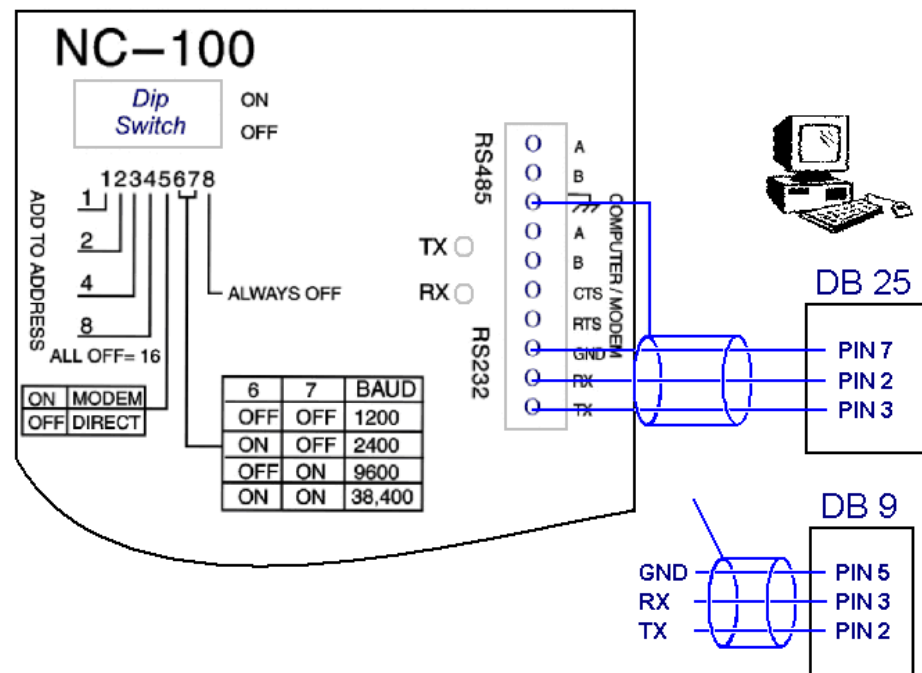 NC-100
Dip
Switch
ON
OFF
12345678
ADD TO ADDRESS
1
2
4
8
ALL OFF= 16
ALWAYS OFF
ON MODEM
OFF DIRECT
6 7 BAUD
OFF OFF 1200
ON OFF 2400
OFF ON 9600
ON ON 38,400
TX
RX
RS485
RS232
A
B
A
B
CTS
RTS
GND
RX
TX
COMPUTER / MODEM
DB 25
PIN 7
PIN 2
PIN 3
DB 9
GND PIN 5
RX PIN 3
TX PIN 2